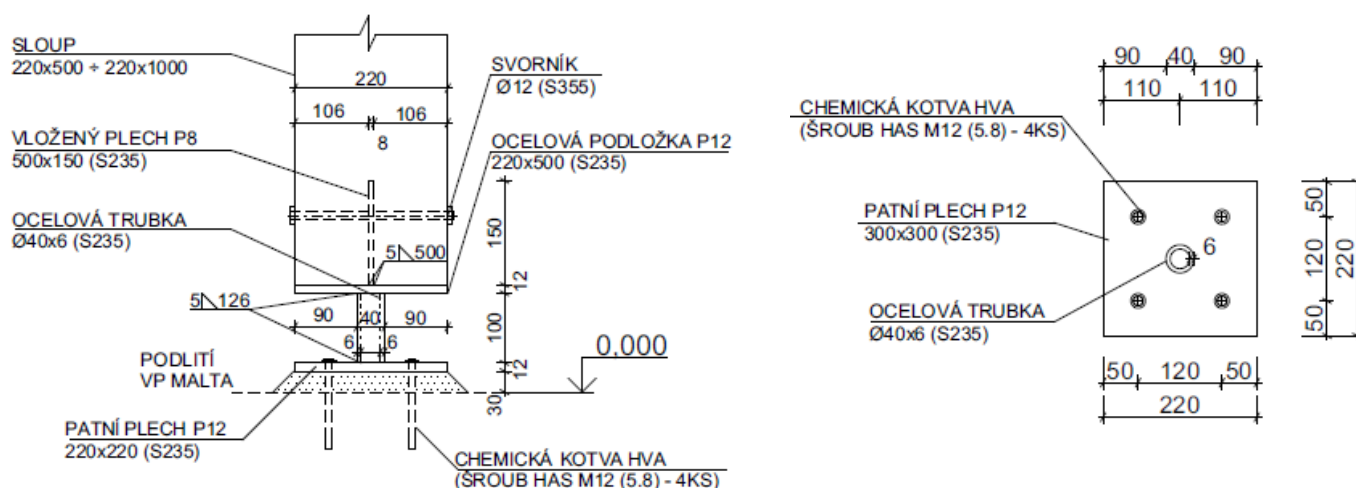 SLOUP
220x500 ÷ 220x1000
VLOŽENÝ PLECH P8
500x150 (S235)
OCELOVÁ TRUBKA
Ø40x6 (S235)
5 126
PODLITÍ
VP MALTA
PATNÍ PLECH P12
220x220 (S235)
220
106 106
8
5 500
90 40 90
6 6
SVORNÍK
Ø12 (S355)
OCELOVÁ PODLOŽKA P12
220x500 (S235)
150
12
100
12
30
0,000
CHEMICKÁ KOTVA HVA
(ŠROUB HAS M12 (5.8) - 4KS)
90 40 90
110 110
CHEMICKÁ KOTVA HVA
(ŠROUB HAS M12 (5.8) - 4KS)
PATNÍ PLECH P12
300x300 (S235)
6
OCELOVÁ TRUBKA
Ø40x6 (S235)
50
120
50
220
50 120 50
220